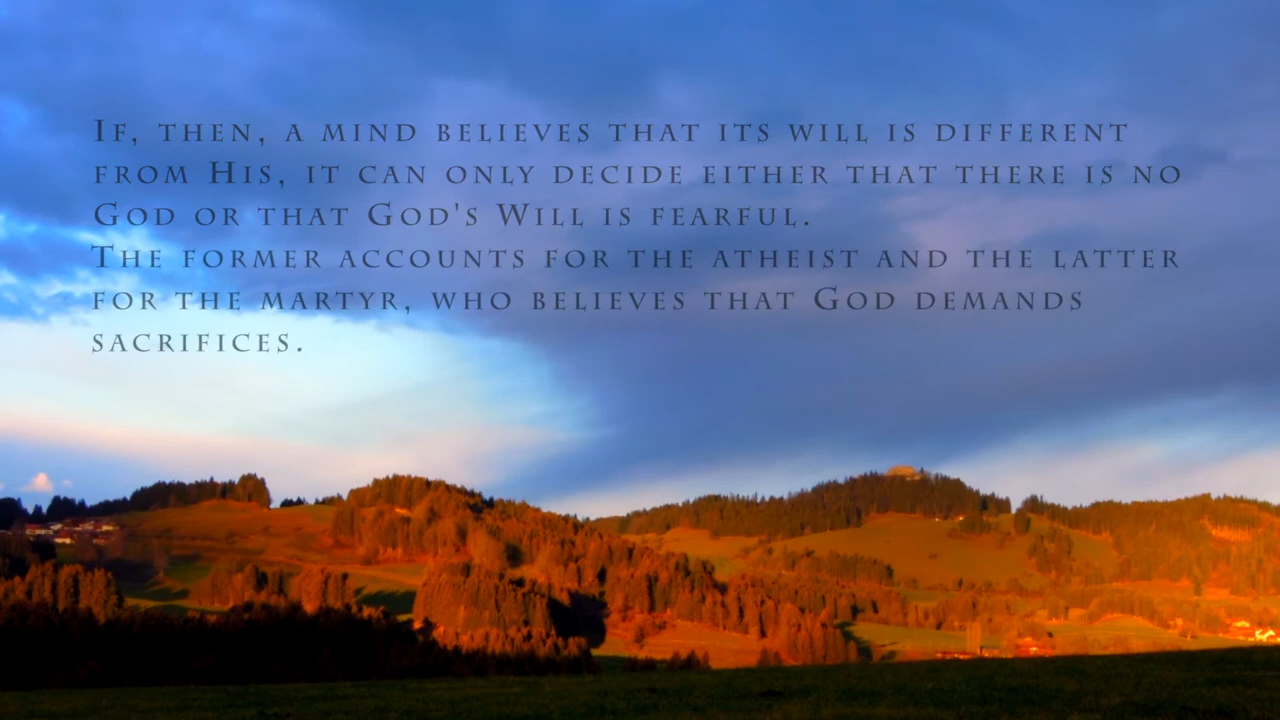 If, then, a mind believes that its will is different
from His, it can only decide either that there is no
God or that God's Will is fearful.
The former accounts for the atheist and the latter
for the martyr, who believes that God demands
sacrifices.